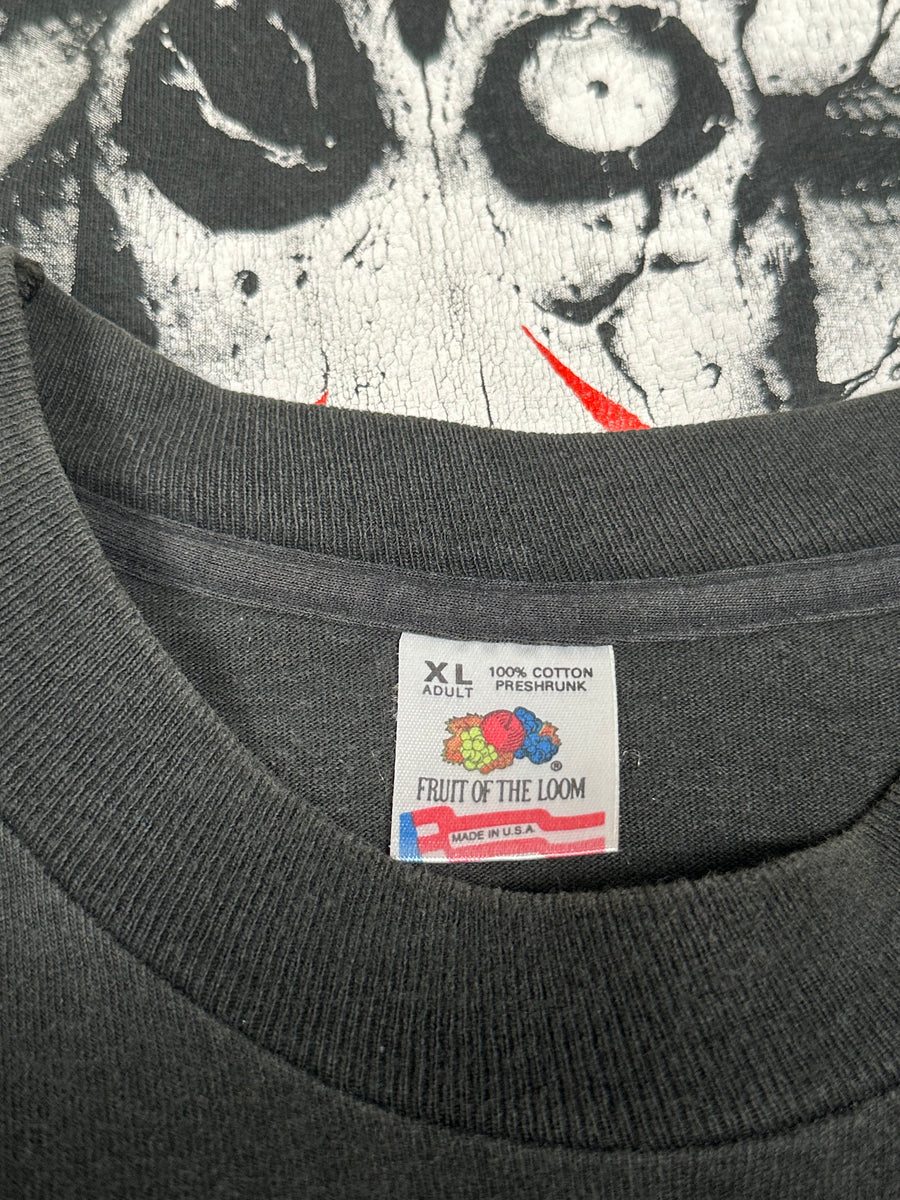 XL 100% COTTON
ADULT PRESHRUNK
®
FRUIT OF THE LOOM
MADE IN U.S.A.